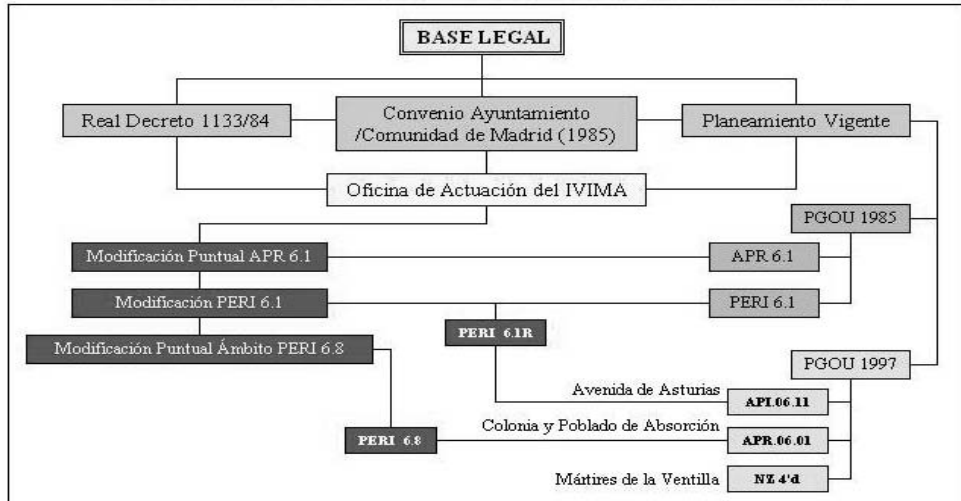 BASE LEGAL
Real Decreto 1133/84
Convenio Ayuntamiento
/Comunidad de Madrid (1985)
Planeamiento Vigente
Oficina de Actuación del IVIMA
PGOU 1985
Modificación Puntual APR 6.1
APR 6.1
Modificación PERI 6.1
PERI 6.1
PERI 6.1R
Modificación Puntual Ámbito PERI 6.8
PGOU 1997
Avenida de Asturias
API.06.11
Colonia y Poblado de Absorción
PERI 6.8
APR.06.01
Mártires de la Ventilla
NZ 4'd